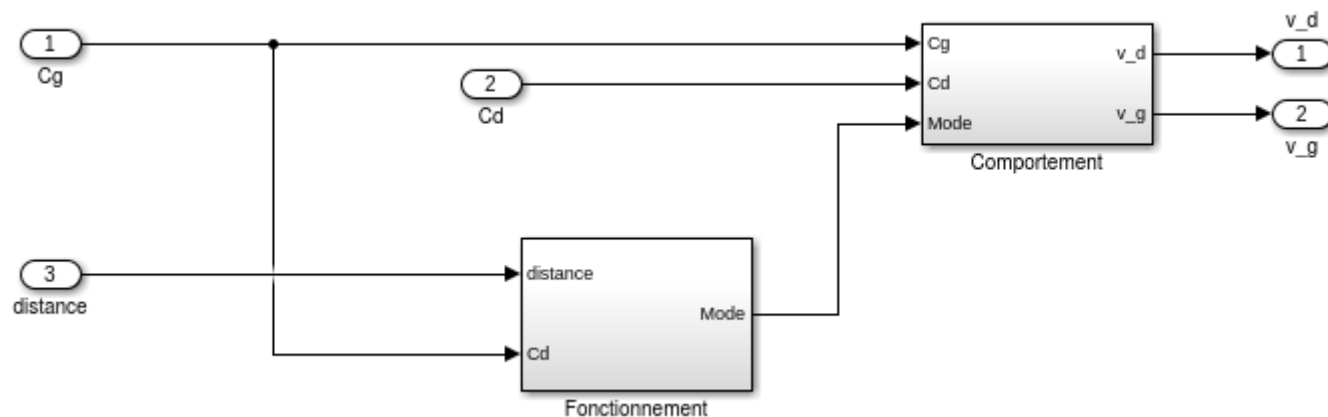 1
Cg
2
Cd
Cg
Cd
Mode
v_d
v_g
Comportement
v_d
1
2
v_g
3
distance
distance
Cd
Mode
Fonctionnement